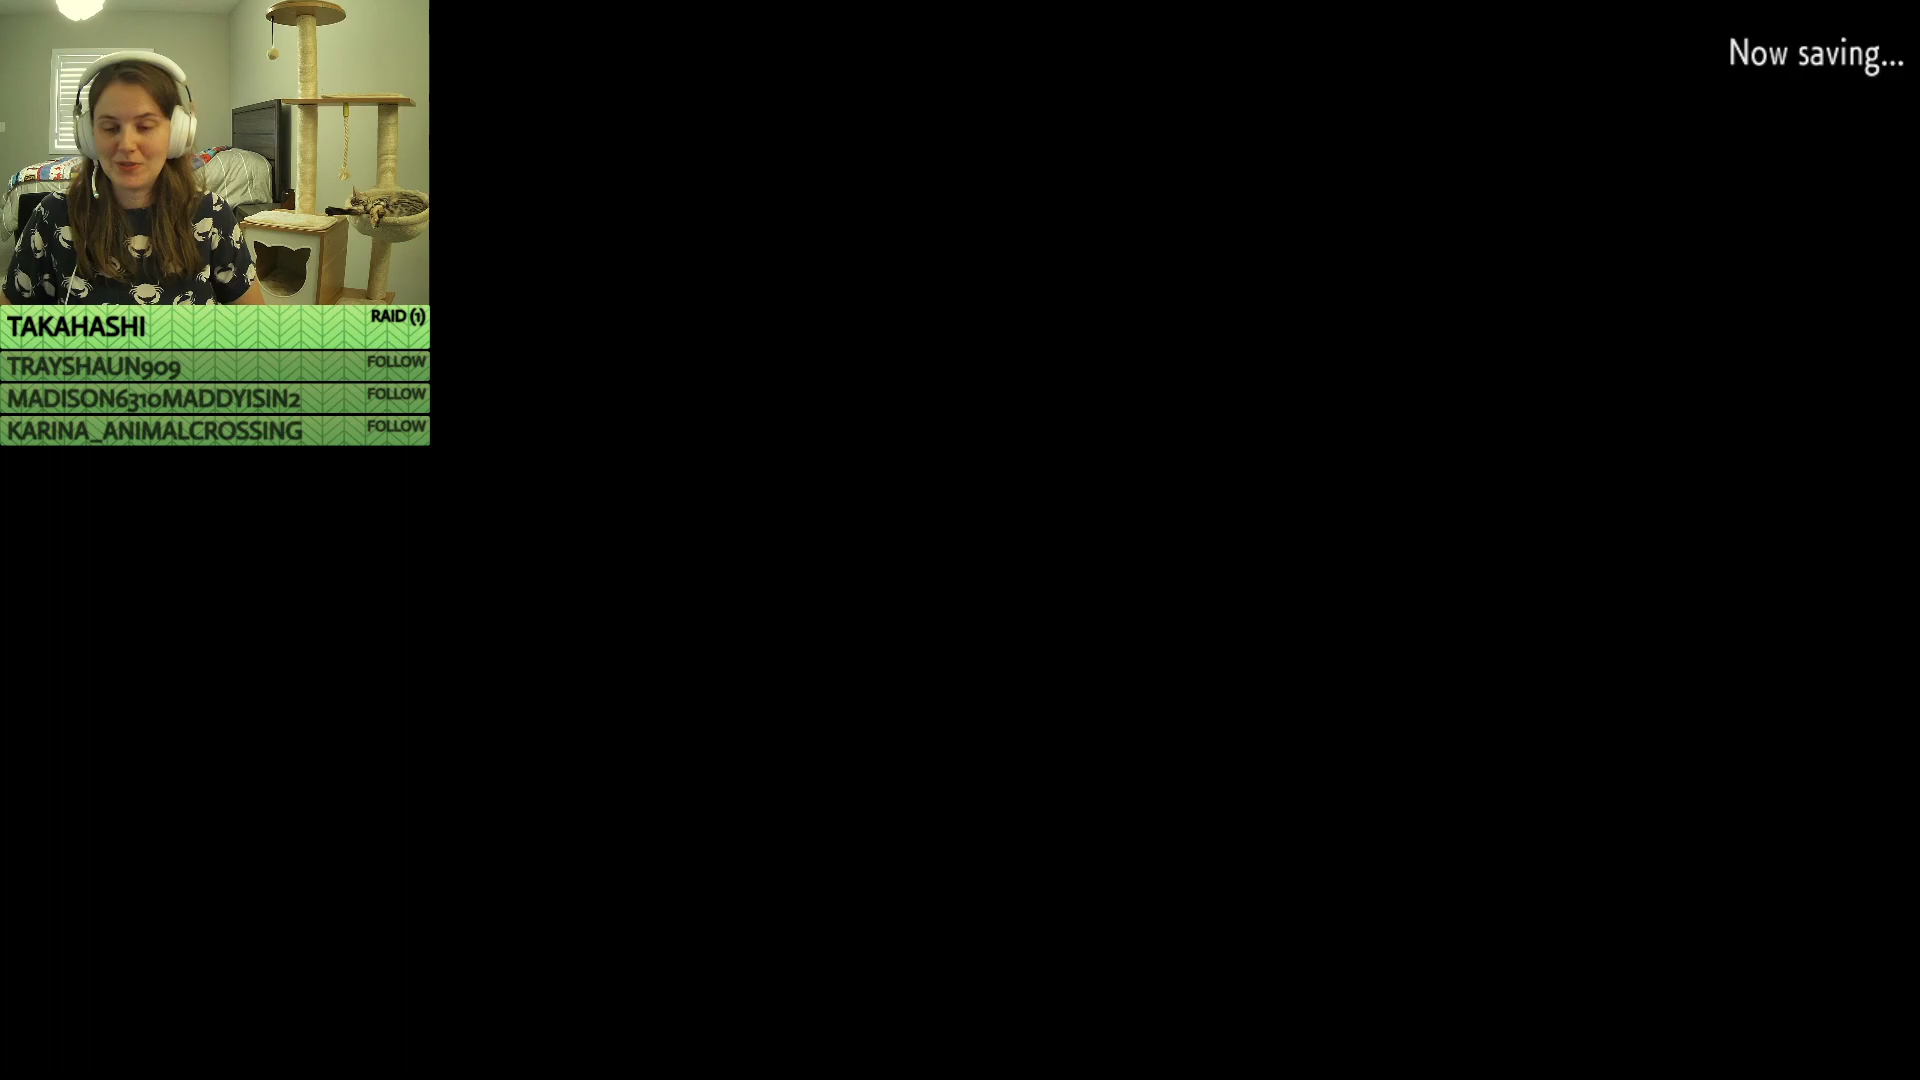 Now saving...
TAKAHASHI RAID (1)
TRAYSHAUN909 FOLLOW
MADISON6310MADDYISIN2 FOLLOW
KARINA_ANIMALCROSSING FOLLOW